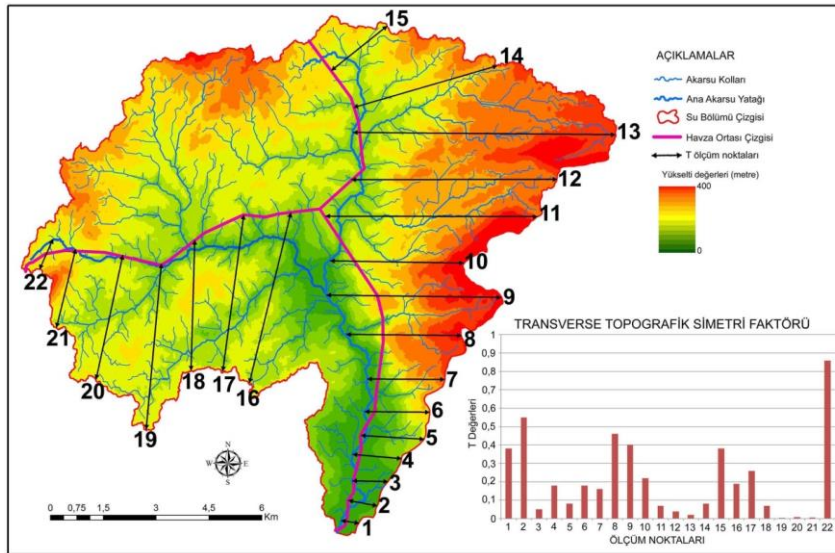 15
14
13
12
11
10
9
8
7
6
5
4
3
2
1
22
21
20
19
18
17
16
N
W E
S
0 0,75 1,5 3 4,5 6
Km
AÇIKLAMALAR
Akarsu Kolları
Ana Akarsu Yatağı
Su Bölümü Çizgisi
Havza Ortası Çizgisi
T ölçüm noktaları
Yükselti değerleri (metre)
400
0
TRANSVERSE TOPOGRAFİK SİMETRİ FAKTÖRÜ
T Değerleri
1
0,9
0,8
0,7
0,6
0,5
0,4
0,3
0,2
0,1
0
1 2 3 4 5 6 7 8 9 10 11 12 13 14 15 16 17 18 19 20 21 22
ÖLÇÜM NOKTALARI